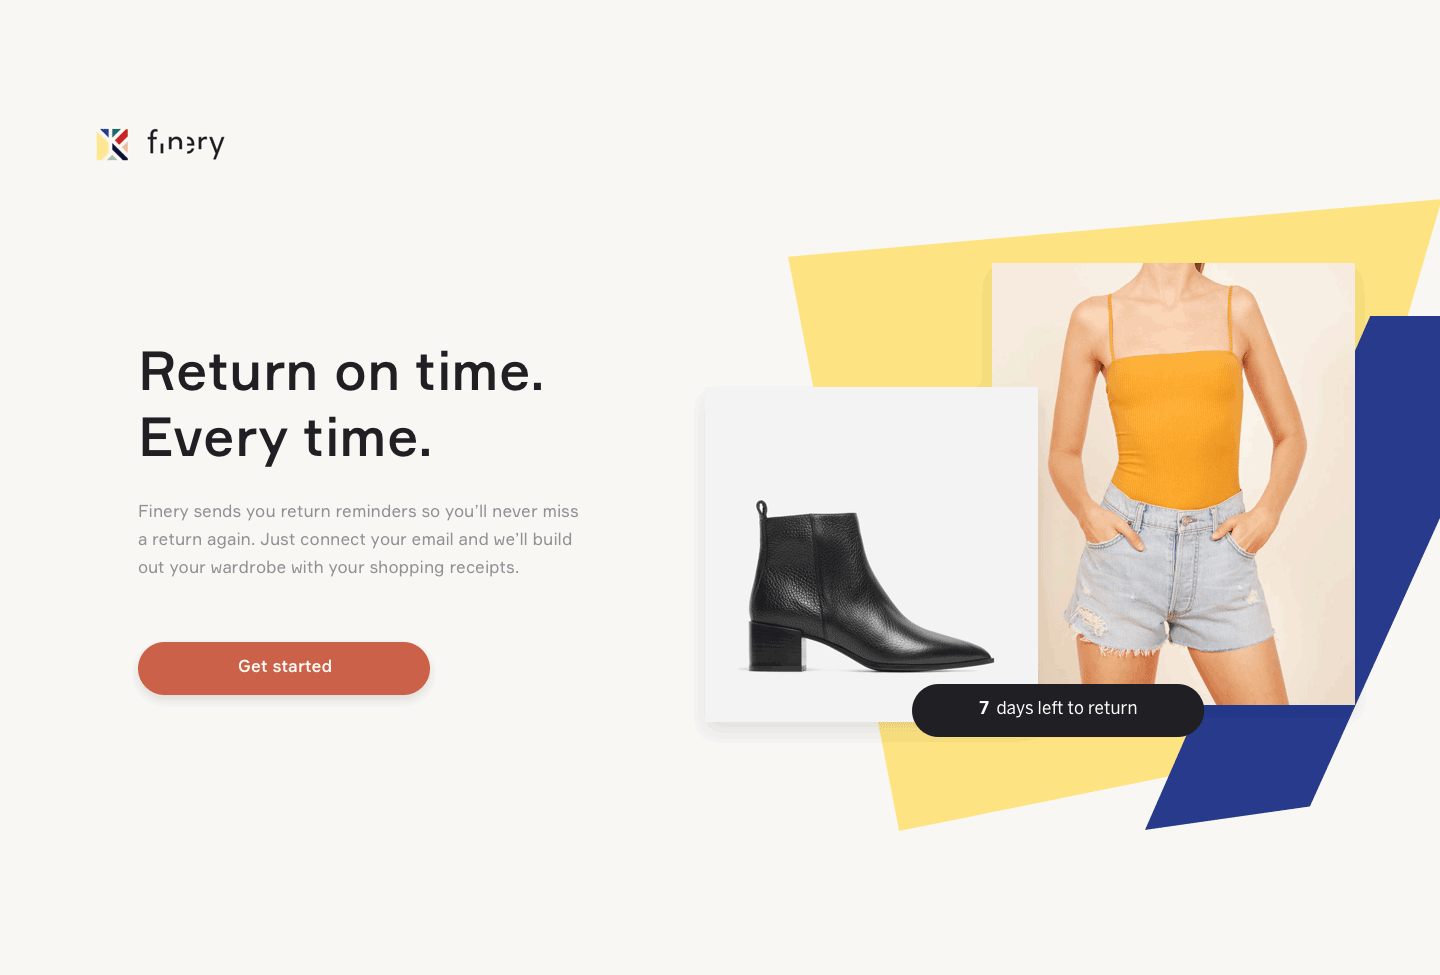 finery
Return on time.
Every time.
Finery sends you return reminders so you'll never miss
a return again. Just connect your email and we'll build
out your wardrobe with your shopping receipts.
Get started
7 days left to return